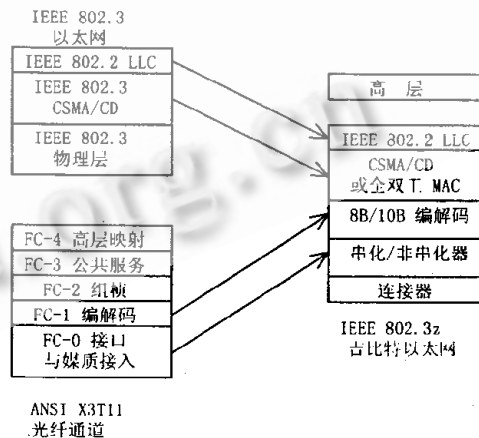 IEEE 802.3
以太网
IEEE 802.2 LLC
IEEE 802.3
CSMA/CD
IEEE 802.3
物理层
FC-4 高层映射
FC-3 公共服务
FC-2 组帧
FC-1 编解码
FC-0 接口
与媒质接入
ANSI X3T11
光纤通道
高 层
IEEE 802.2 LLC
CSMA/CD
或全双工 MAC
8B/10B 编解码
串化/非串化器
连接器
IEEE 802.3z
吉比特以太网
org.cn